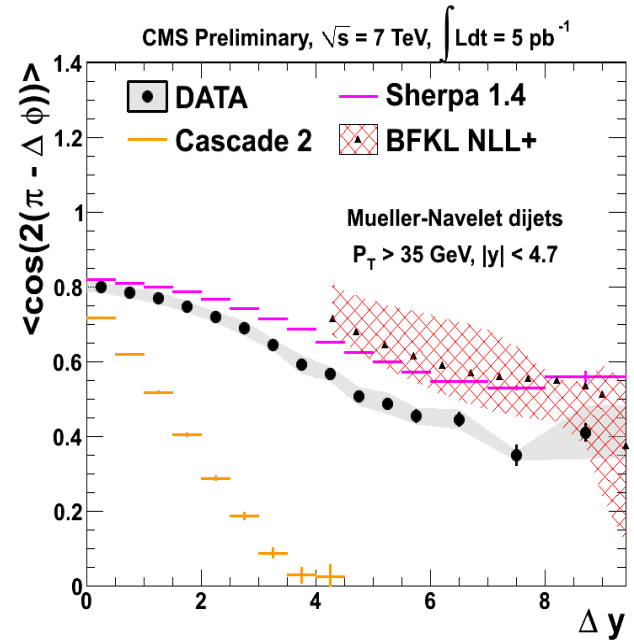 CMS Preliminary, √s = 7 TeV, ∫Ldt = 5 pb⁻¹
<cos(2(π - Δ ϕ))>
1.4
1.2
1
0.8
0.6
0.4
0.2
0
DATA
Sherpa 1.4
Cascade 2
BFKL NLL+
Mueller-Navelet dijets
P_T > 35 GeV, |y| < 4.7
0 2 4 6 8
Δ y